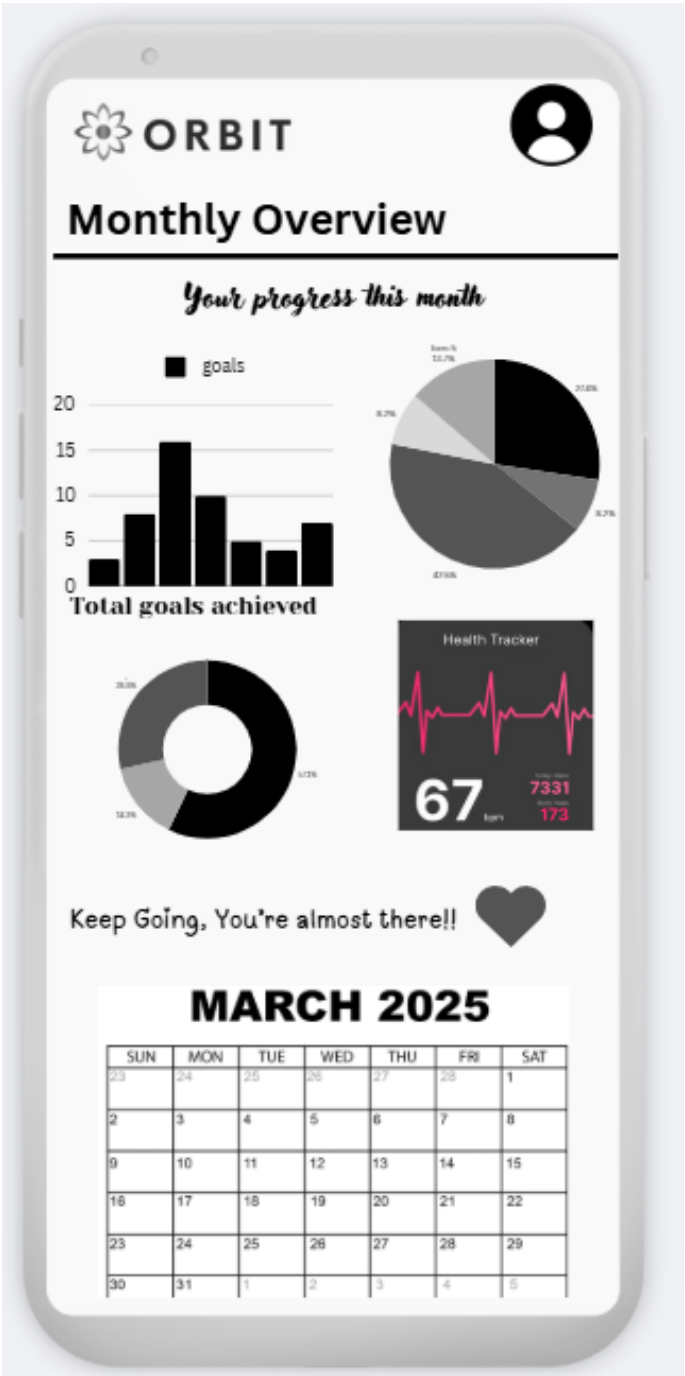 ORBIT
Monthly Overview
Your progress this month
goals
20
15
10
5
0
Total goals achieved
8.2%
8.2%
Health Tracker
67 bpm
7331
173
Keep Going, You're almost there!!
MARCH 2025
SUN MON TUE WED THU FRI SAT
23 24 25 26 27 28 1
2 3 4 5 6 7 8
9 10 11 12 13 14 15
16 17 18 19 20 21 22
23 24 25 26 27 28 29
30 31 1 2 3 4 5